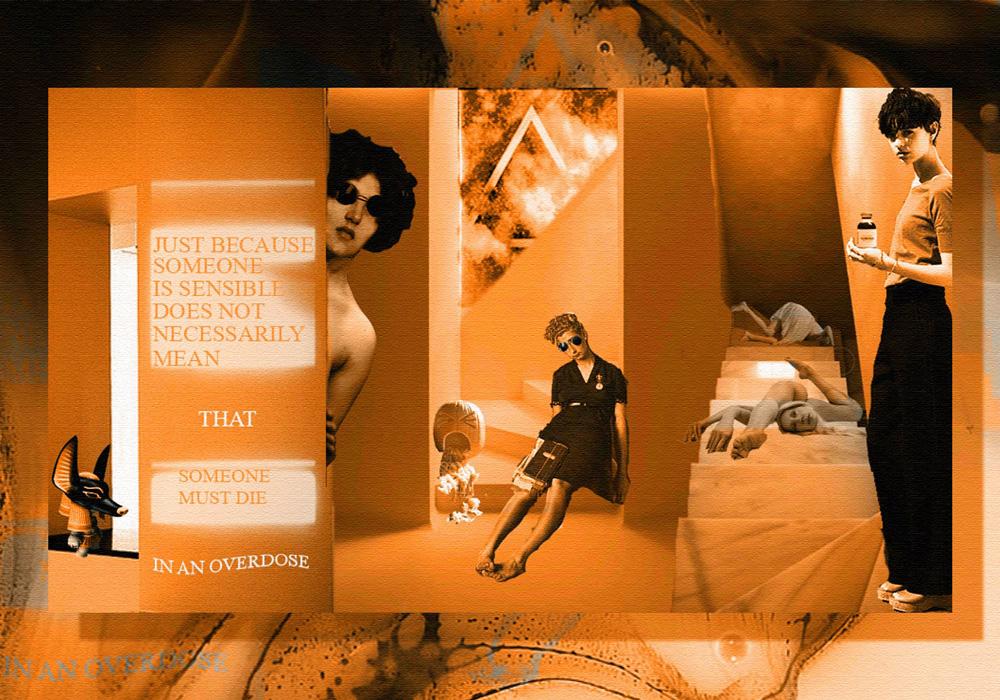 JUST BECAUSE
SOMEONE
IS SENSIBLE
DOES NOT
NECESSARILY
MEAN
THAT
SOMEONE
MUST DIE
IN AN OVERDOSE
IN AN OVERDOSE